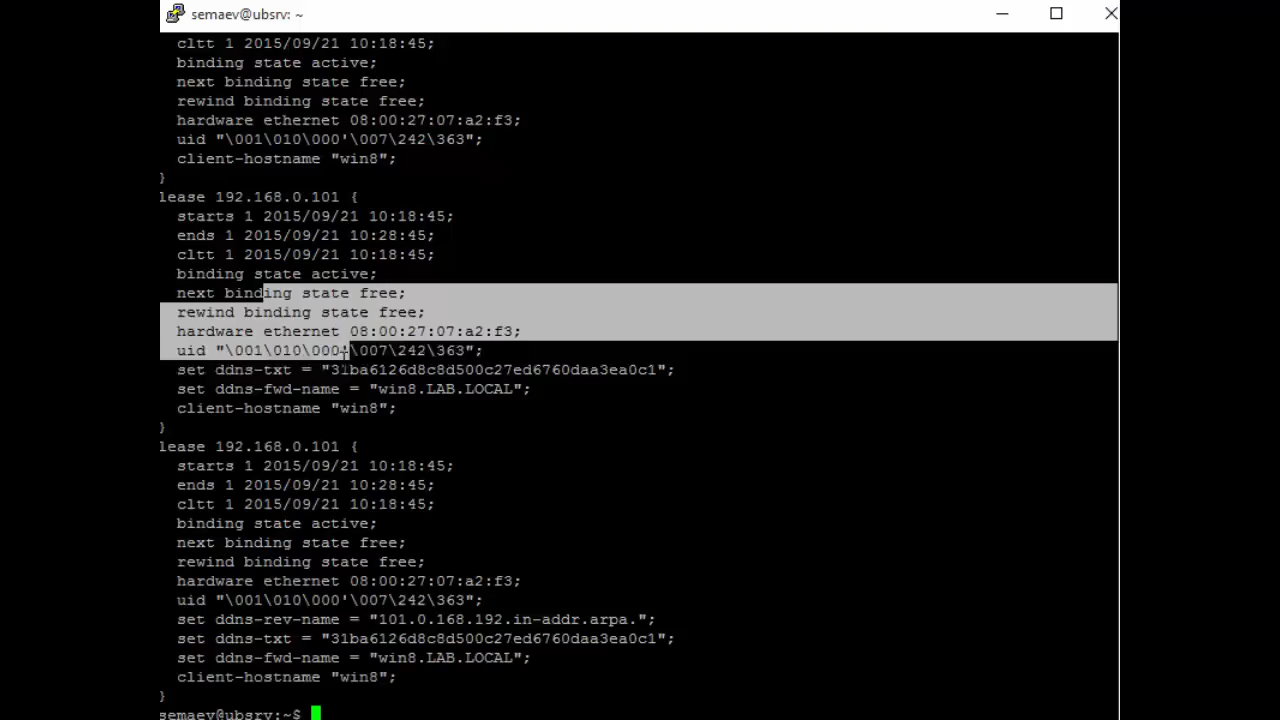 semaev@ubsrv: ~
cltt 1 2015/09/21 10:18:45;
binding state active;
next binding state free;
rewind binding state free;
hardware ethernet 08:00:27:07:a2:f3;
uid "\001\010\000'\007\242\363";
client-hostname "win8";
}
lease 192.168.0.101 {
starts 1 2015/09/21 10:18:45;
ends 1 2015/09/21 10:28:45;
cltt 1 2015/09/21 10:18:45;
binding state active;
next binding state free;
rewind binding state free;
hardware ethernet 08:00:27:07:a2:f3;
uid "\001\010\000'\007\242\363";
set ddns-txt = "31ba6126d8c8d500c27ed6760daa3ea0c1";
set ddns-fwd-name = "win8.LAB.LOCAL";
client-hostname "win8";
}
lease 192.168.0.101 {
starts 1 2015/09/21 10:18:45;
ends 1 2015/09/21 10:28:45;
cltt 1 2015/09/21 10:18:45;
binding state active;
next binding state free;
rewind binding state free;
hardware ethernet 08:00:27:07:a2:f3;
uid "\001\010\000'\007\242\363";
set ddns-rev-name = "101.0.168.192.in-addr.arpa.";
set ddns-txt = "31ba6126d8c8d500c27ed6760daa3ea0c1";
set ddns-fwd-name = "win8.LAB.LOCAL";
client-hostname "win8";
}
semaev@ubsrv:~$